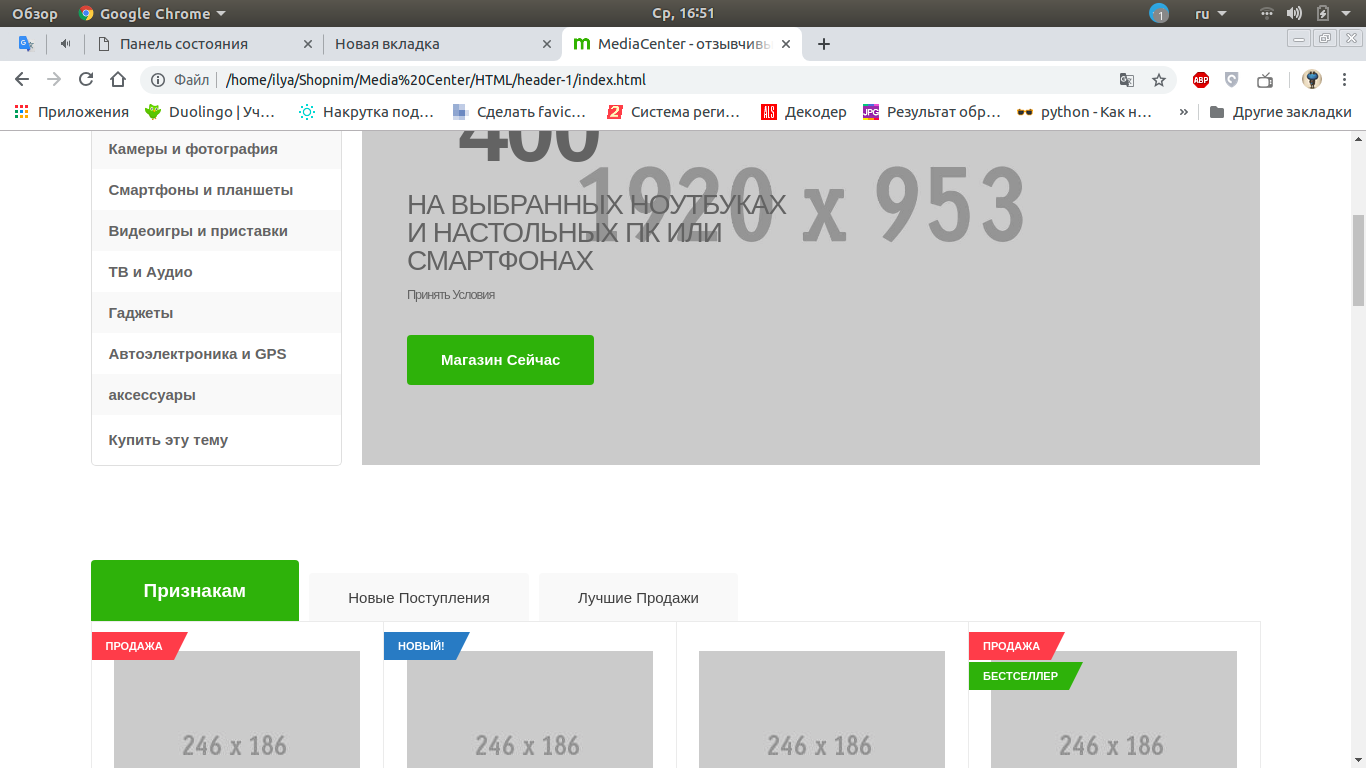 Обзор
Google Chrome
Ср, 16:51
1
ru
Панель состояния
Новая вкладка
MediaCenter - отзывчивы
Файл
/home/ilya/Shopnim/Media%20Center/HTML/header-1/index.html
ABP
Приложения
Duolingo | Уч…
Накрутка под…
Сделать favic…
Система реги…
Декодер
Результат обр…
python - Как н…
»
Другие закладки
Камеры и фотография
Смартфоны и планшеты
Видеоигры и приставки
ТВ и Аудио
Гаджеты
Автоэлектроника и GPS
аксессуары
Купить эту тему
400
1920 x 953
НА ВЫБРАННЫХ НОУТБУКАХ
И НАСТОЛЬНЫХ ПК ИЛИ
СМАРТФОНАХ
Принять Условия
Магазин Сейчас
Признакам
Новые Поступления
Лучшие Продажи
ПРОДАЖА
НОВЫЙ!
ПРОДАЖА
БЕСТСЕЛЛЕР
246 x 186
246 x 186
246 x 186
246 x 186